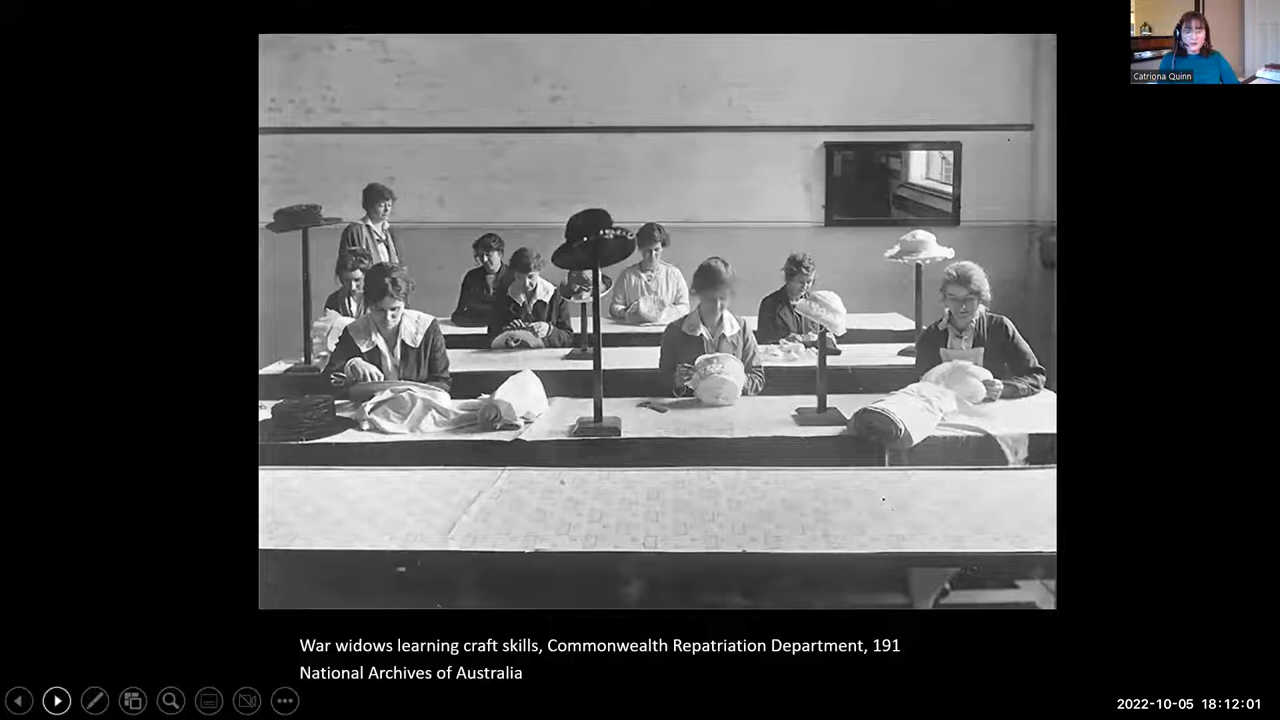 Catriona Quinn
War widows learning craft skills, Commonwealth Repatriation Department, 191
National Archives of Australia
2022-10-05 18:12:01